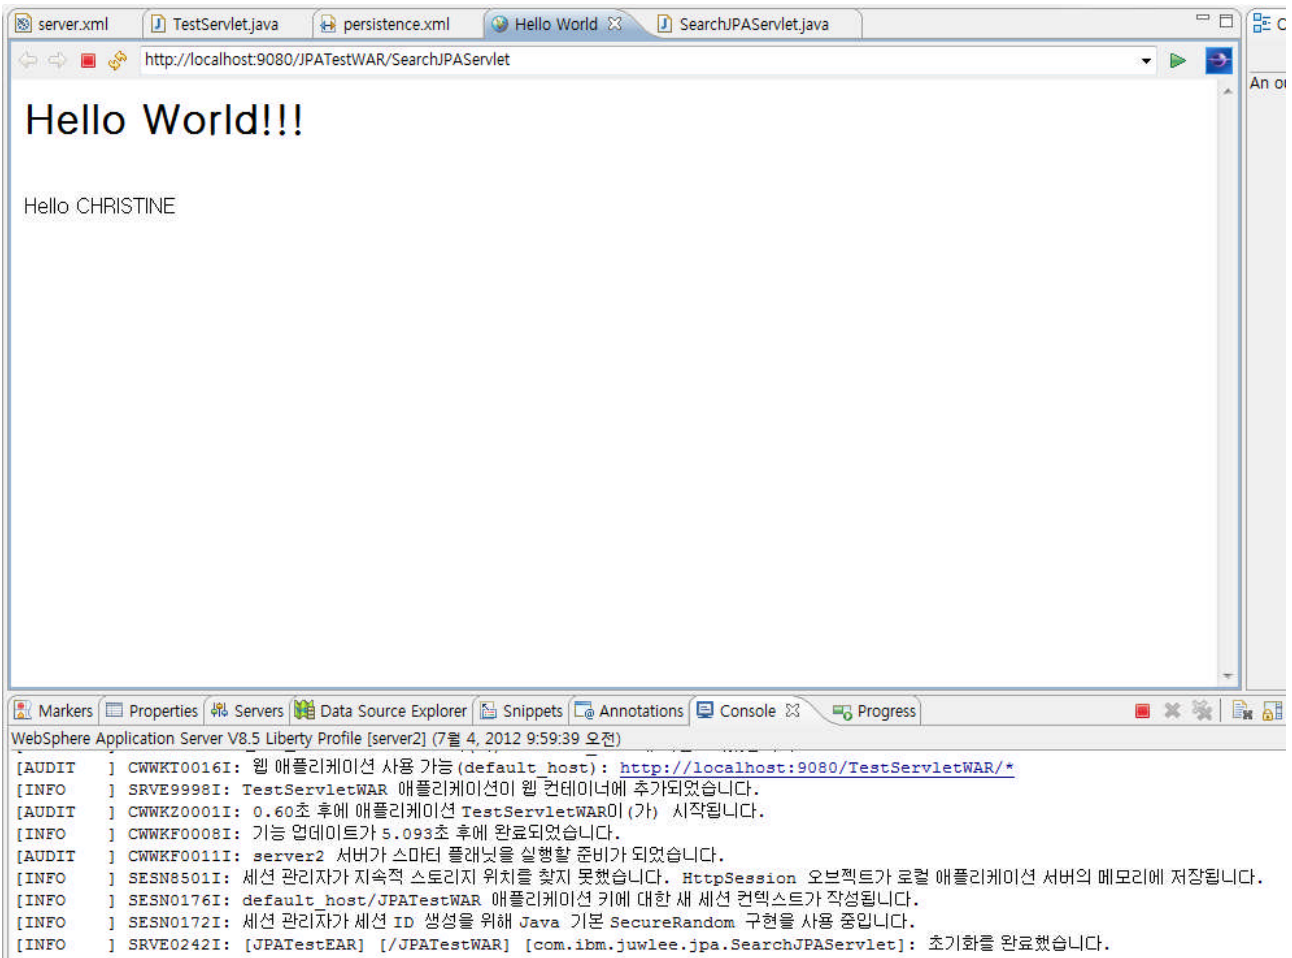 server.xml TestServlet.java persistence.xml Hello World SearchJPAServlet.java
http://localhost:9080/JPATestWAR/SearchJPAServlet
An ou
Hello World!!!
Hello CHRISTINE
Markers Properties Servers Data Source Explorer Snippets Annotations Console Progress
WebSphere Application Server V8.5 Liberty Profile [server2] (7월 4, 2012 9:59:39 오전)
[AUDIT   ] CWWKT0016I: 웹 애플리케이션 사용 가능(default_host): http://localhost:9080/TestServletWAR/*
[INFO    ] SRVE9998I: TestServletWAR 애플리케이션이 웹 컨테이너에 추가되었습니다.
[AUDIT   ] CWWKZ0001I: 0.60초 후에 애플리케이션 TestServletWAR이(가) 시작됩니다.
[INFO    ] CWWKF0008I: 기능 업데이트가 5.093초 후에 완료되었습니다.
[AUDIT   ] CWWKF0011I: server2 서버가 스마터 플래닛을 실행할 준비가 되었습니다.
[INFO    ] SESN8501I: 세션 관리자가 지속적 스토리지 위치를 찾지 못했습니다. HttpSession 오브젝트가 로컬 애플리케이션 서버의 메모리에 저장됩니다.
[INFO    ] SESN0176I: default_host/JPATestWAR 애플리케이션 키에 대한 새 세션 컨텍스트가 작성됩니다.
[INFO    ] SESN0172I: 세션 관리자가 세션 ID 생성을 위해 Java 기본 SecureRandom 구현을 사용 중입니다.
[INFO    ] SRVE0242I: [JPATestEAR] [/JPATestWAR] [com.ibm.juwlee.jpa.SearchJPAServlet]: 초기화를 완료했습니다.